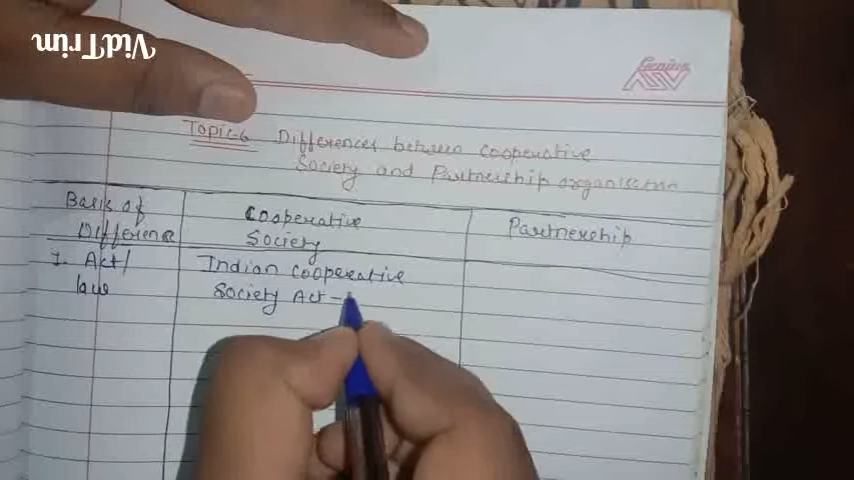 VidTrim
Genius
Topic-6 Differences between Cooperative
Society and Partnership organisation
Basis of
Difference
Cooperative
Society
Partnership
1. Act/
law
Indian Cooperative
Society Act -